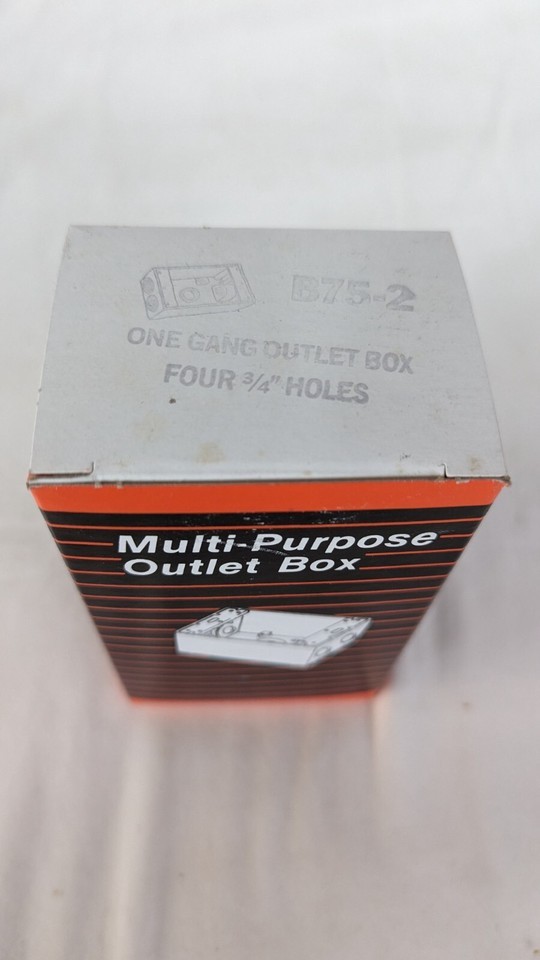 B75-2
ONE GANG OUTLET BOX
FOUR 3/4" HOLES
Multi-Purpose
Outlet Box